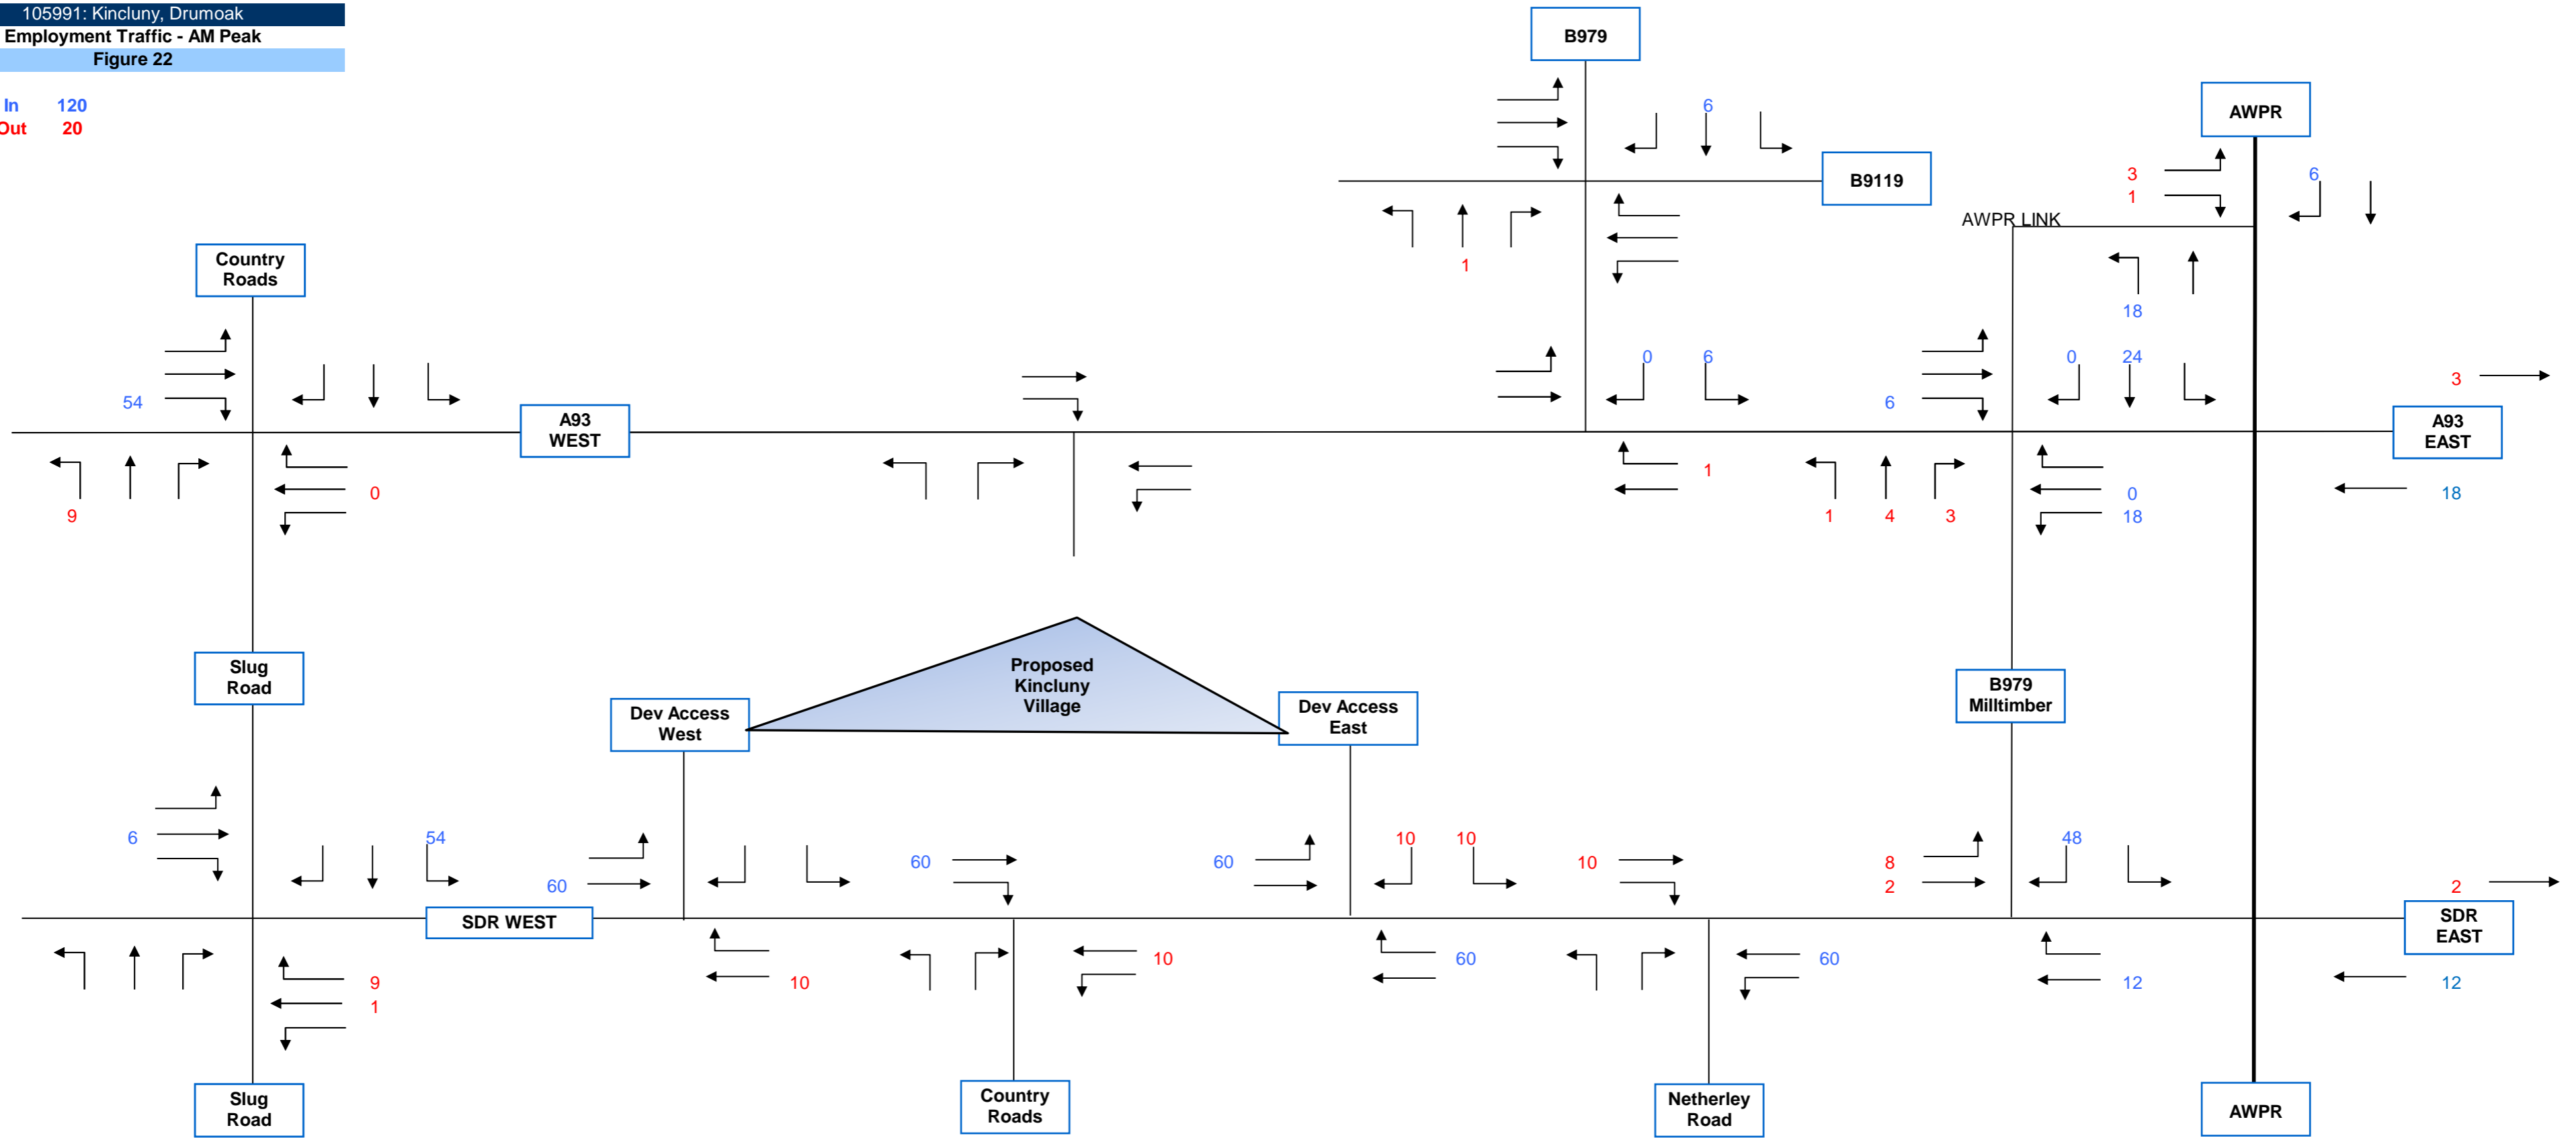 105991: Kincluny, Drumoak
Employment Traffic - AM Peak
Figure 22
In 120
Out 20
B979
6
B9119
1
AWPR
3
1
6
AWPR LINK
18
Country
Roads
54
9
0
A93
WEST
0 6
1
6
0 24
1 4 3
0
18
3
A93
EAST
18
Slug
Road
Proposed
Kincluny
Village
Dev Access
West
Dev Access
East
B979
Milltimber
6
54
9
1
SDR WEST
60
10
60
10
60
10 10
60
10
60
8
2
48
12
2
SDR
EAST
12
Slug
Road
Country
Roads
Netherley
Road
AWPR